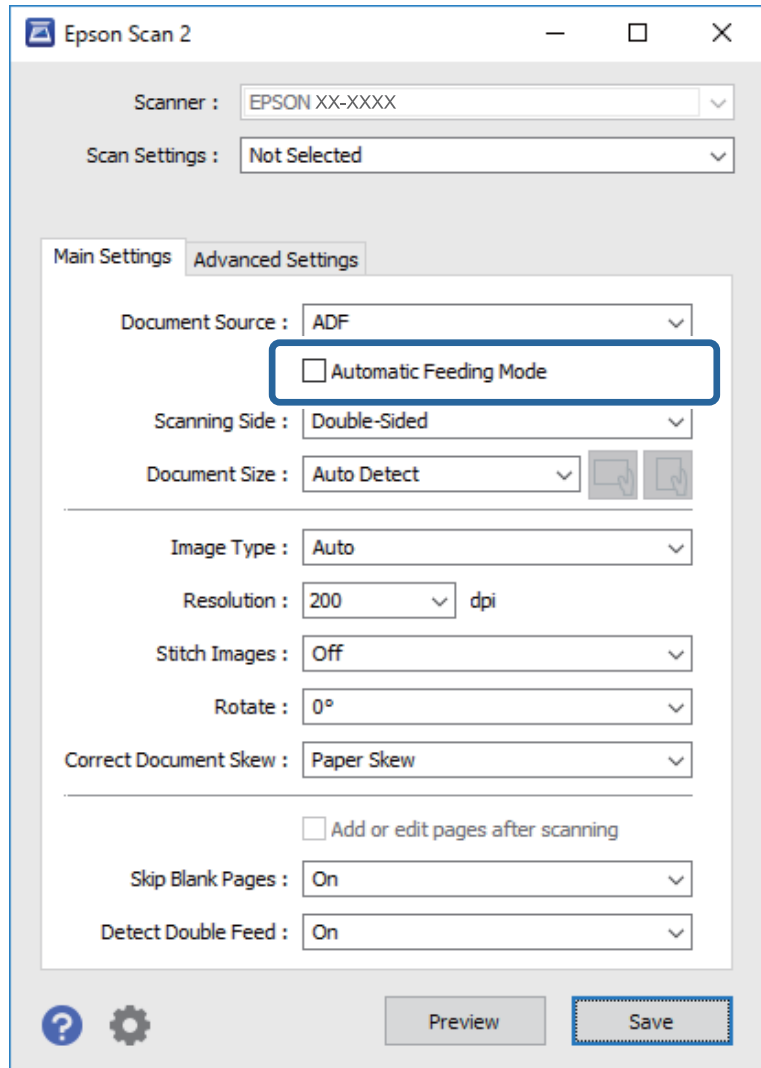 Epson Scan 2
Scanner : EPSON XX-XXXX
Scan Settings : Not Selected
Main Settings Advanced Settings
Document Source : ADF
Automatic Feeding Mode
Scanning Side : Double-Sided
Document Size : Auto Detect
Image Type : Auto
Resolution : 200 dpi
Stitch Images : Off
Rotate : 0°
Correct Document Skew : Paper Skew
Add or edit pages after scanning
Skip Blank Pages : On
Detect Double Feed : On
? Preview Save